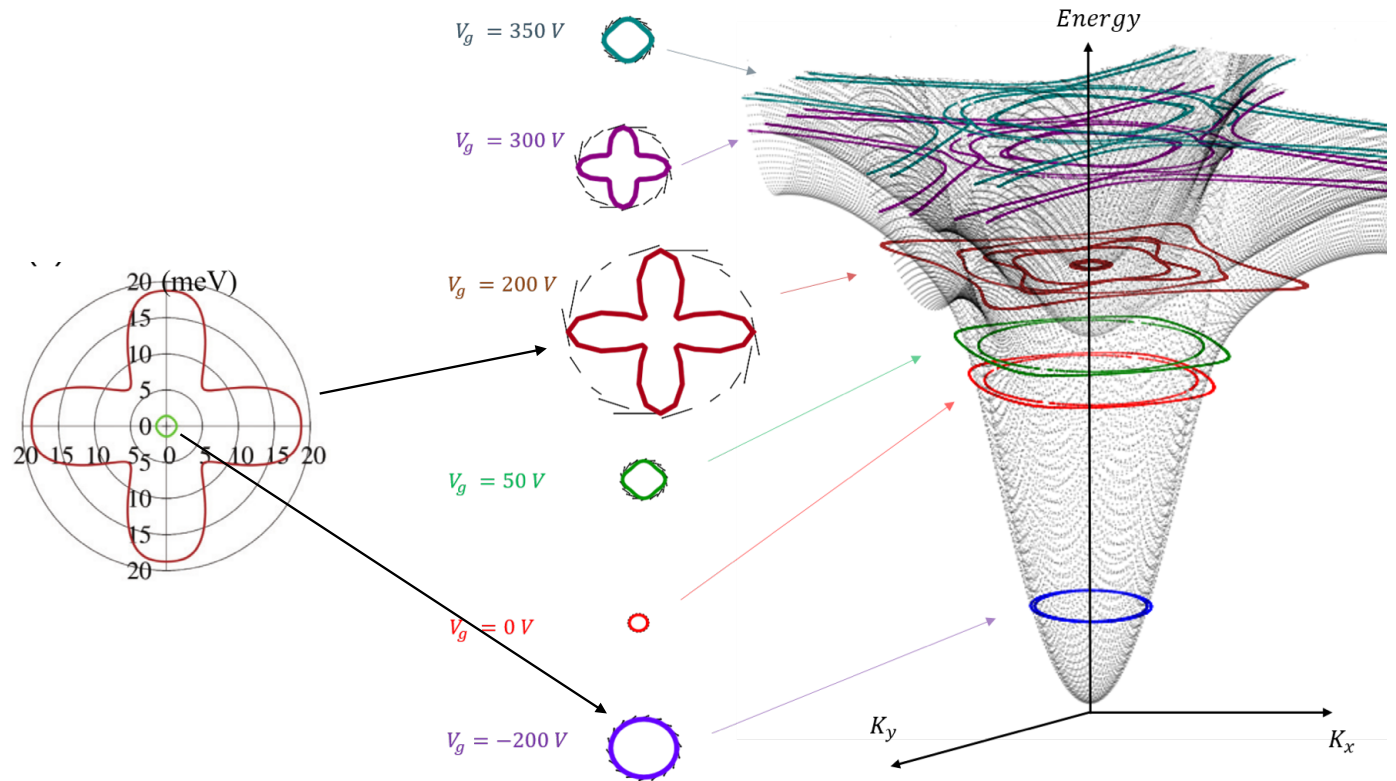 V_g = 350 V
V_g = 300 V
V_g = 200 V
V_g = 50 V
V_g = 0 V
V_g = −200 V
20 (meV)
15
10
5
0
20 15 10 5 0 5 10 15 20
5
10
15
20
Energy
K_y
K_x